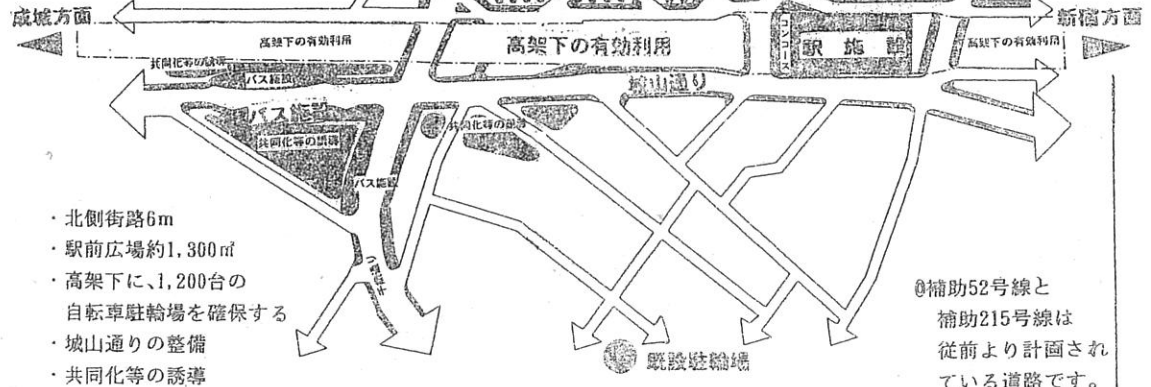 成城方面
新宿方面
高架下の有効利用
高架下の有効利用
コンコース
駅施設
高架下の有効利用
共同化等の誘導
バス施設
城山通り
バス施設
共同化等の誘導
共同化等の誘導
バス施設
・北側街路6m
・駅前広場約1,300㎡
・高架下に、1,200台の
自転車駐輪場を確保する
・城山通りの整備
・共同化等の誘導
既設駐輪場
◎補助52号線と
補助215号線は
従前より計画され
ている道路です。